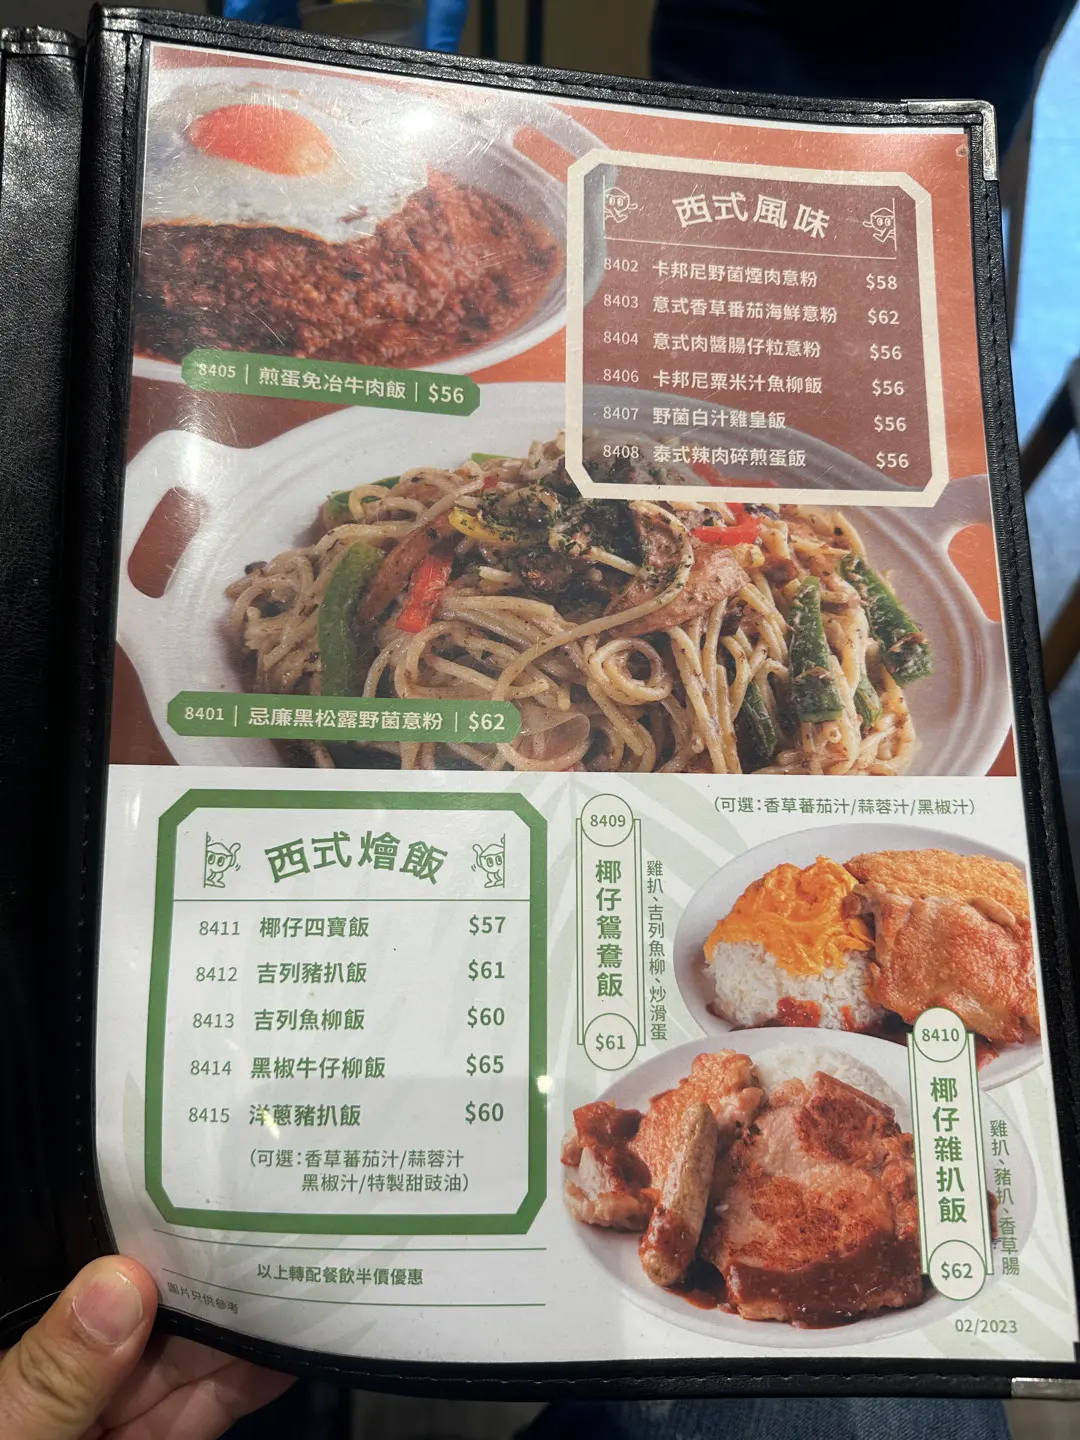 西式風味
8402 卡邦尼野菌煙肉意粉 $58
8403 意式香草番茄海鮮意粉 $62
8404 意式肉醬腸仔粒意粉 $56
8406 卡邦尼粟米汁魚柳飯 $56
8407 野菌白汁雞皇飯 $56
8408 泰式辣肉碎煎蛋飯 $56
8405 | 煎蛋免治牛肉飯 | $56
8401 | 忌廉黑松露野菌意粉 | $62
西式燴飯
8411 椰仔四寶飯 $57
8412 吉列豬扒飯 $61
8413 吉列魚柳飯 $60
8414 黑椒牛仔柳飯 $65
8415 洋蔥豬扒飯 $60
(可選：香草蕃茄汁/蒜蓉汁
黑椒汁/特製甜豉油)
以上轉配餐飲半價優惠
圖片只供參考
(可選：香草蕃茄汁/蒜蓉汁/黑椒汁)
8409
椰仔鴛鴦飯
$61
雞扒、吉列魚柳、炒滑蛋
8410
椰仔雜扒飯
$62
雞扒、豬扒、香草腸
02/2023